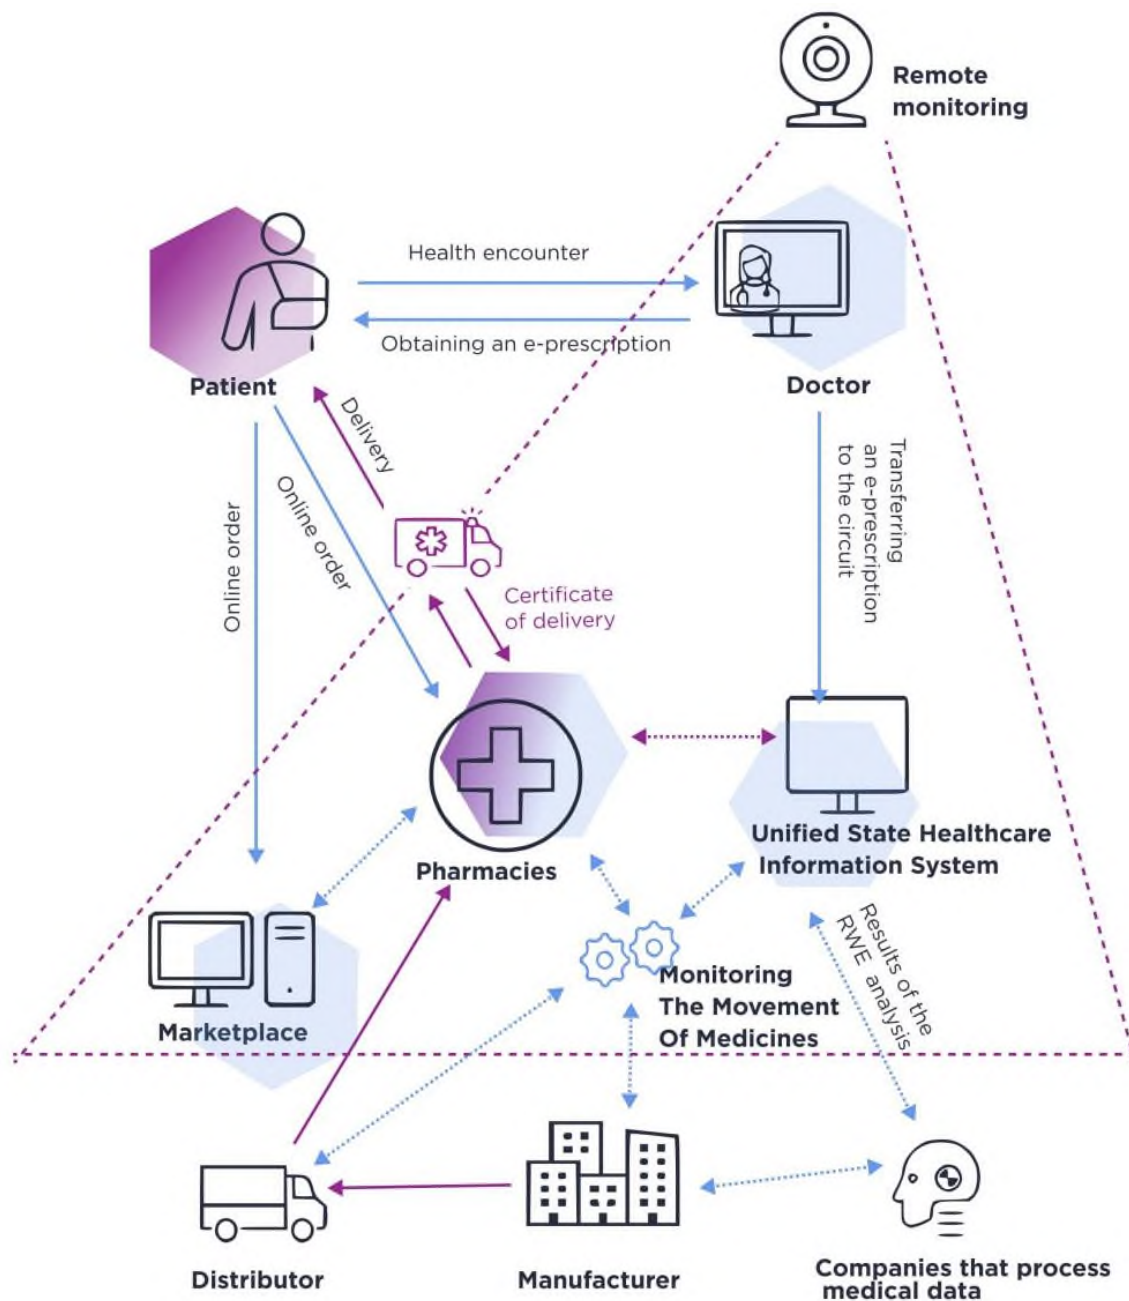 Remote
monitoring
Health encounter
Obtaining an e-prescription
Patient
Doctor
Delivery
Online order
Online order
Transferring
an e-prescription
to the circuit
Certificate
of delivery
Pharmacies
Unified State Healthcare
Information System
Results of the
RWE analysis
Marketplace
Monitoring
The Movement
Of Medicines
Distributor
Manufacturer
Companies that process
medical data